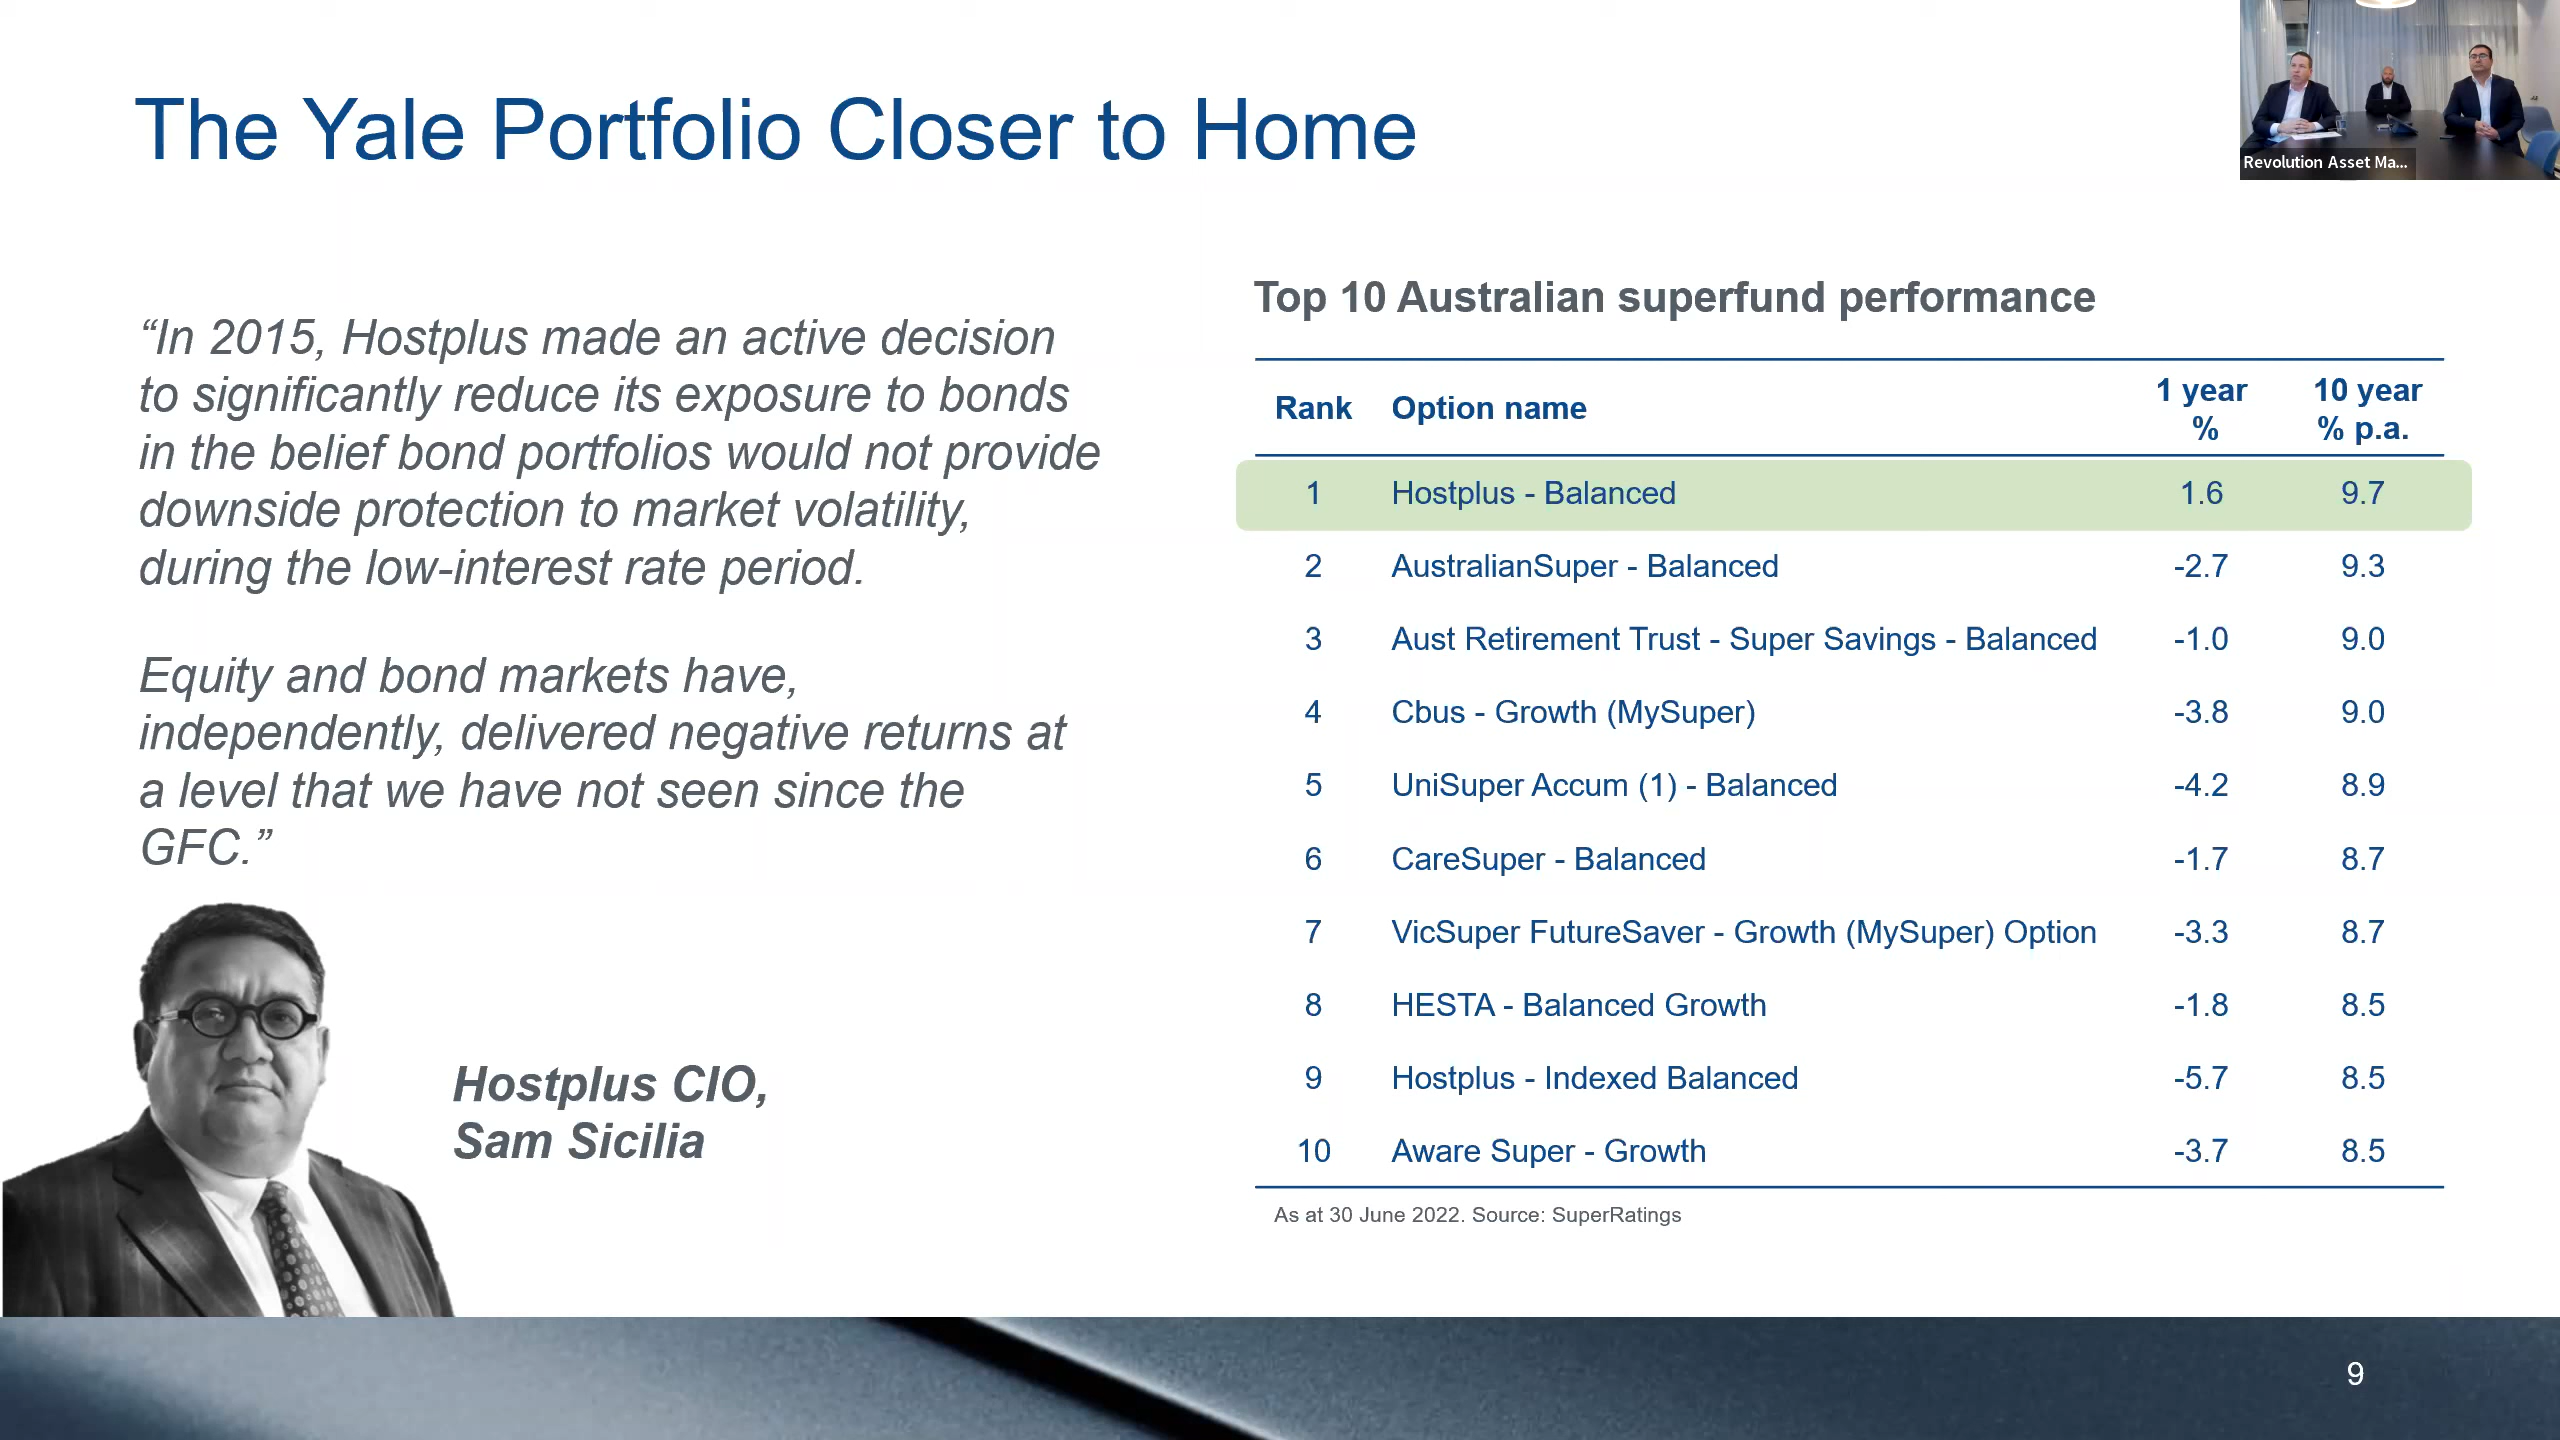 The Yale Portfolio Closer to Home
Revolution Asset Ma...
“In 2015, Hostplus made an active decision
to significantly reduce its exposure to bonds
in the belief bond portfolios would not provide
downside protection to market volatility,
during the low-interest rate period.
Equity and bond markets have,
independently, delivered negative returns at
a level that we have not seen since the
GFC.”
Hostplus CIO,
Sam Sicilia
Top 10 Australian superfund performance
Rank Option name 1 year % 10 year % p.a.
1 Hostplus - Balanced 1.6 9.7
2 AustralianSuper - Balanced -2.7 9.3
3 Aust Retirement Trust - Super Savings - Balanced -1.0 9.0
4 Cbus - Growth (MySuper) -3.8 9.0
5 UniSuper Accum (1) - Balanced -4.2 8.9
6 CareSuper - Balanced -1.7 8.7
7 VicSuper FutureSaver - Growth (MySuper) Option -3.3 8.7
8 HESTA - Balanced Growth -1.8 8.5
9 Hostplus - Indexed Balanced -5.7 8.5
10 Aware Super - Growth -3.7 8.5
As at 30 June 2022. Source: SuperRatings
9